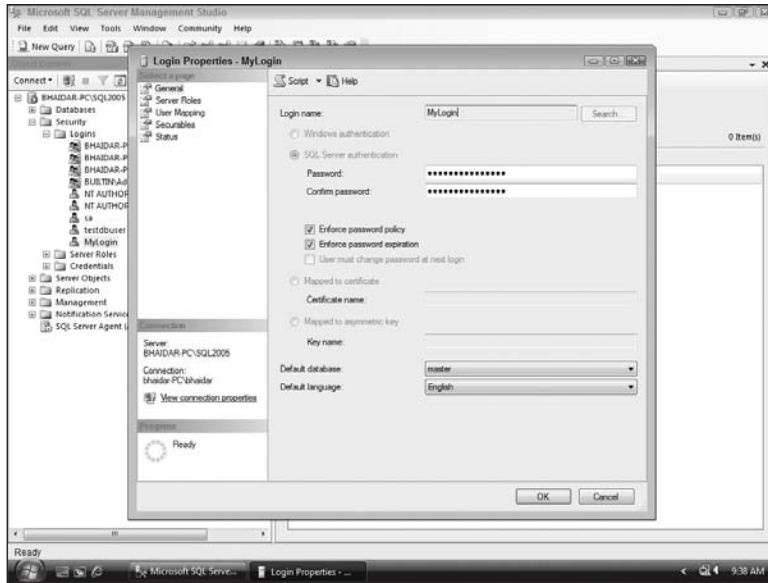 Microsoft SQL Server Management Studio
File Edit View Tools Window Community Help
New Query
Connect
BHAIDAR-PC\SQL2005
Databases
Security
Logins
BHAIDAR-P
BHAIDAR-P
BHAIDAR-P
BUILTIN\Ad
NT AUTHOR
NT AUTHOR
sa
testdbuser
MyLogin
Server Roles
Credentials
Server Objects
Replication
Management
Notification Service
SQL Server Agent (
0 Item(s)
Login Properties - MyLogin
Select a page
General
Server Roles
User Mapping
Securables
Status
Script Help
Login name: MyLogin Search...
Windows authentication
SQL Server authentication
Password: •••••••••••••••
Confirm password: •••••••••••••••
Enforce password policy
Enforce password expiration
User must change password at next login
Mapped to certificate
Certificate name:
Mapped to asymmetric key
Key name:
Default database: master
Default language: English
Connection
Server:
BHAIDAR-PC\SQL2005
Connection:
bhaidar-PC\bhaidar
View connection properties
Progress
Ready
OK Cancel
Ready
Microsoft SQL Serve... Login Properties - ... 9:38 AM